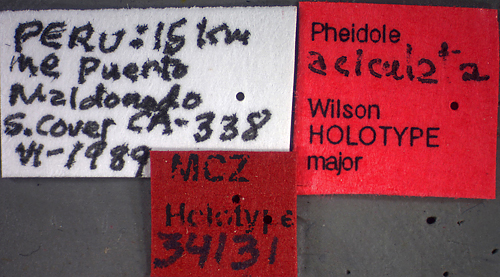 PERU: 15 km
ne Puerto
Maldonado
S. Cover CA-338
VI-1989
Pheidole
aciculata
Wilson
HOLOTYPE
major
MCZ
Holotype
34131